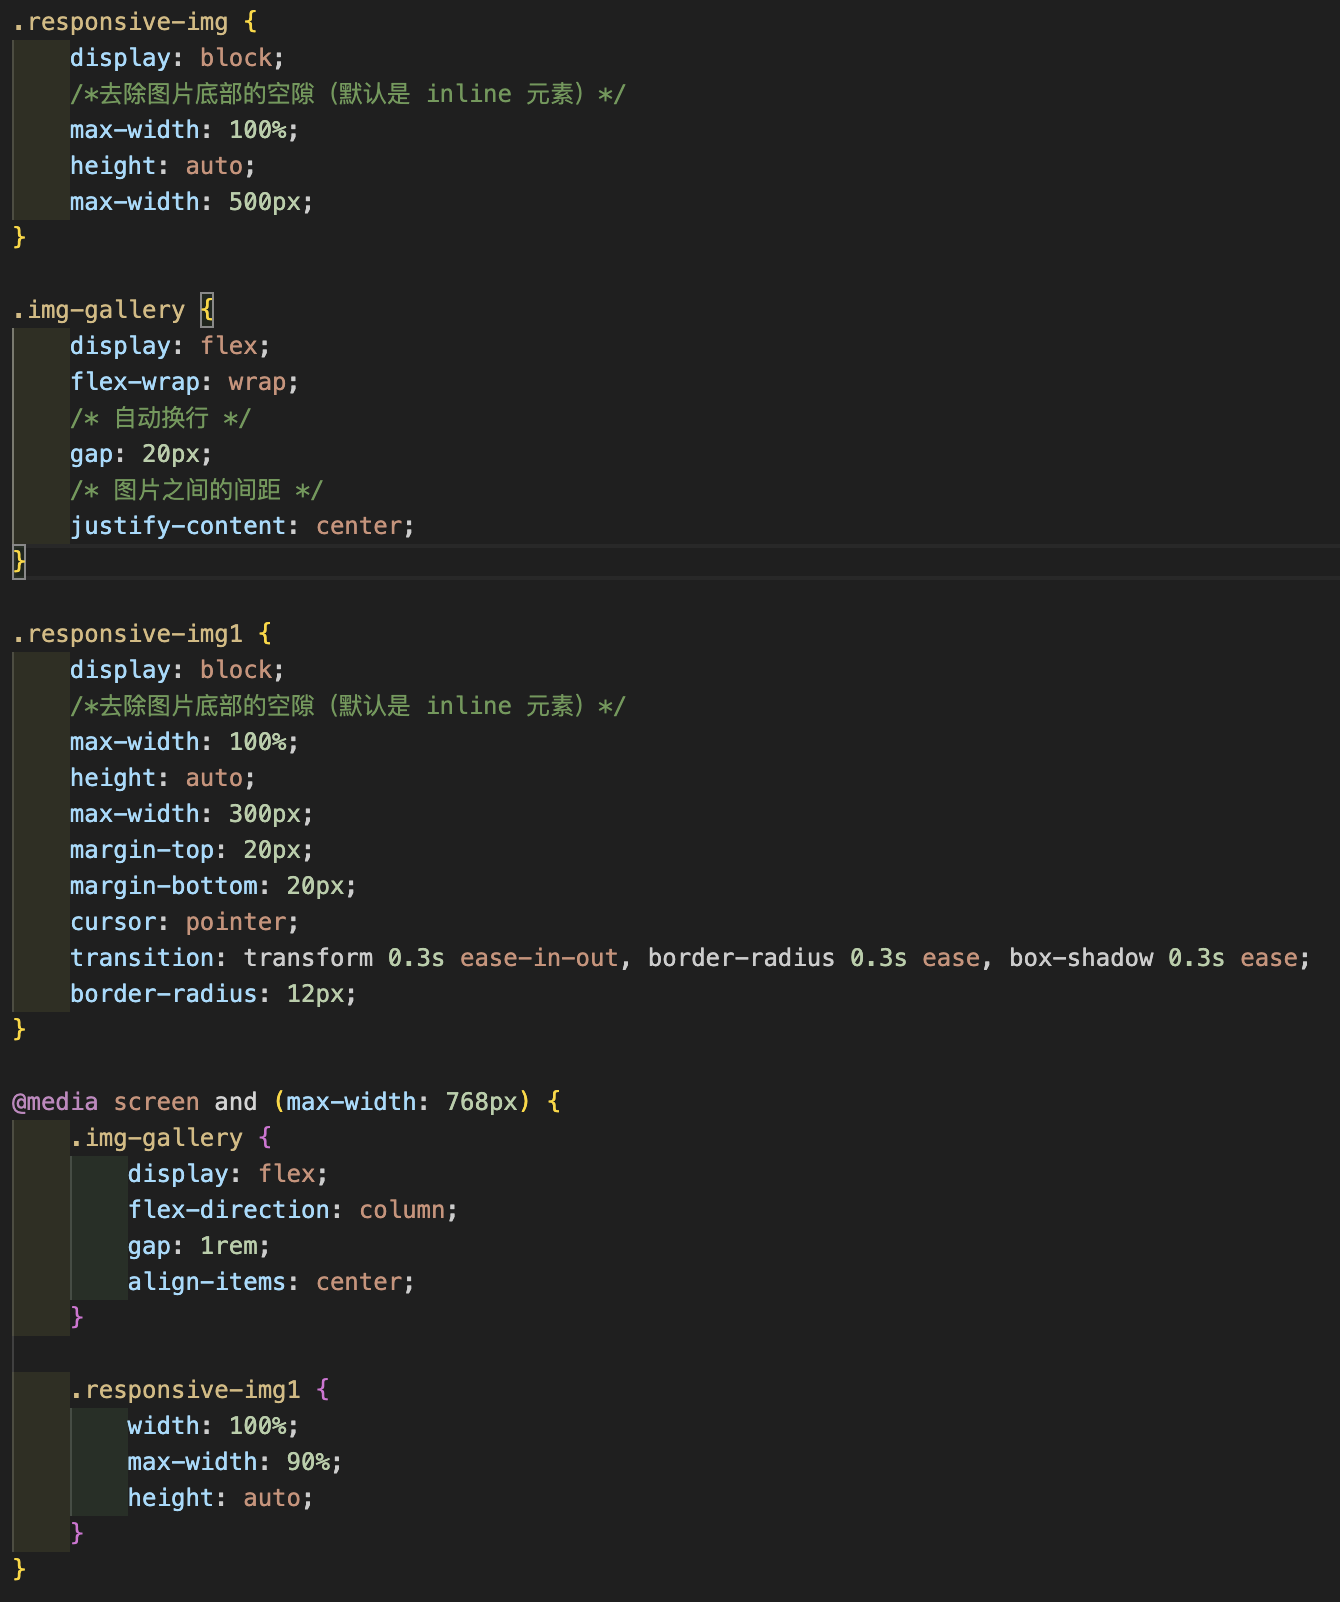 .responsive-img {
display: block;
/*去除图片底部的空隙（默认是 inline 元素）*/
max-width: 100%;
height: auto;
max-width: 500px;
}
.img-gallery {
display: flex;
flex-wrap: wrap;
/* 自动换行 */
gap: 20px;
/* 图片之间的间距 */
justify-content: center;
}
.responsive-img1 {
display: block;
/*去除图片底部的空隙（默认是 inline 元素）*/
max-width: 100%;
height: auto;
max-width: 300px;
margin-top: 20px;
margin-bottom: 20px;
cursor: pointer;
transition: transform 0.3s ease-in-out, border-radius 0.3s ease, box-shadow 0.3s ease;
border-radius: 12px;
}
@media screen and (max-width: 768px) {
.img-gallery {
display: flex;
flex-direction: column;
gap: 1rem;
align-items: center;
}
.responsive-img1 {
width: 100%;
max-width: 90%;
height: auto;
}
}